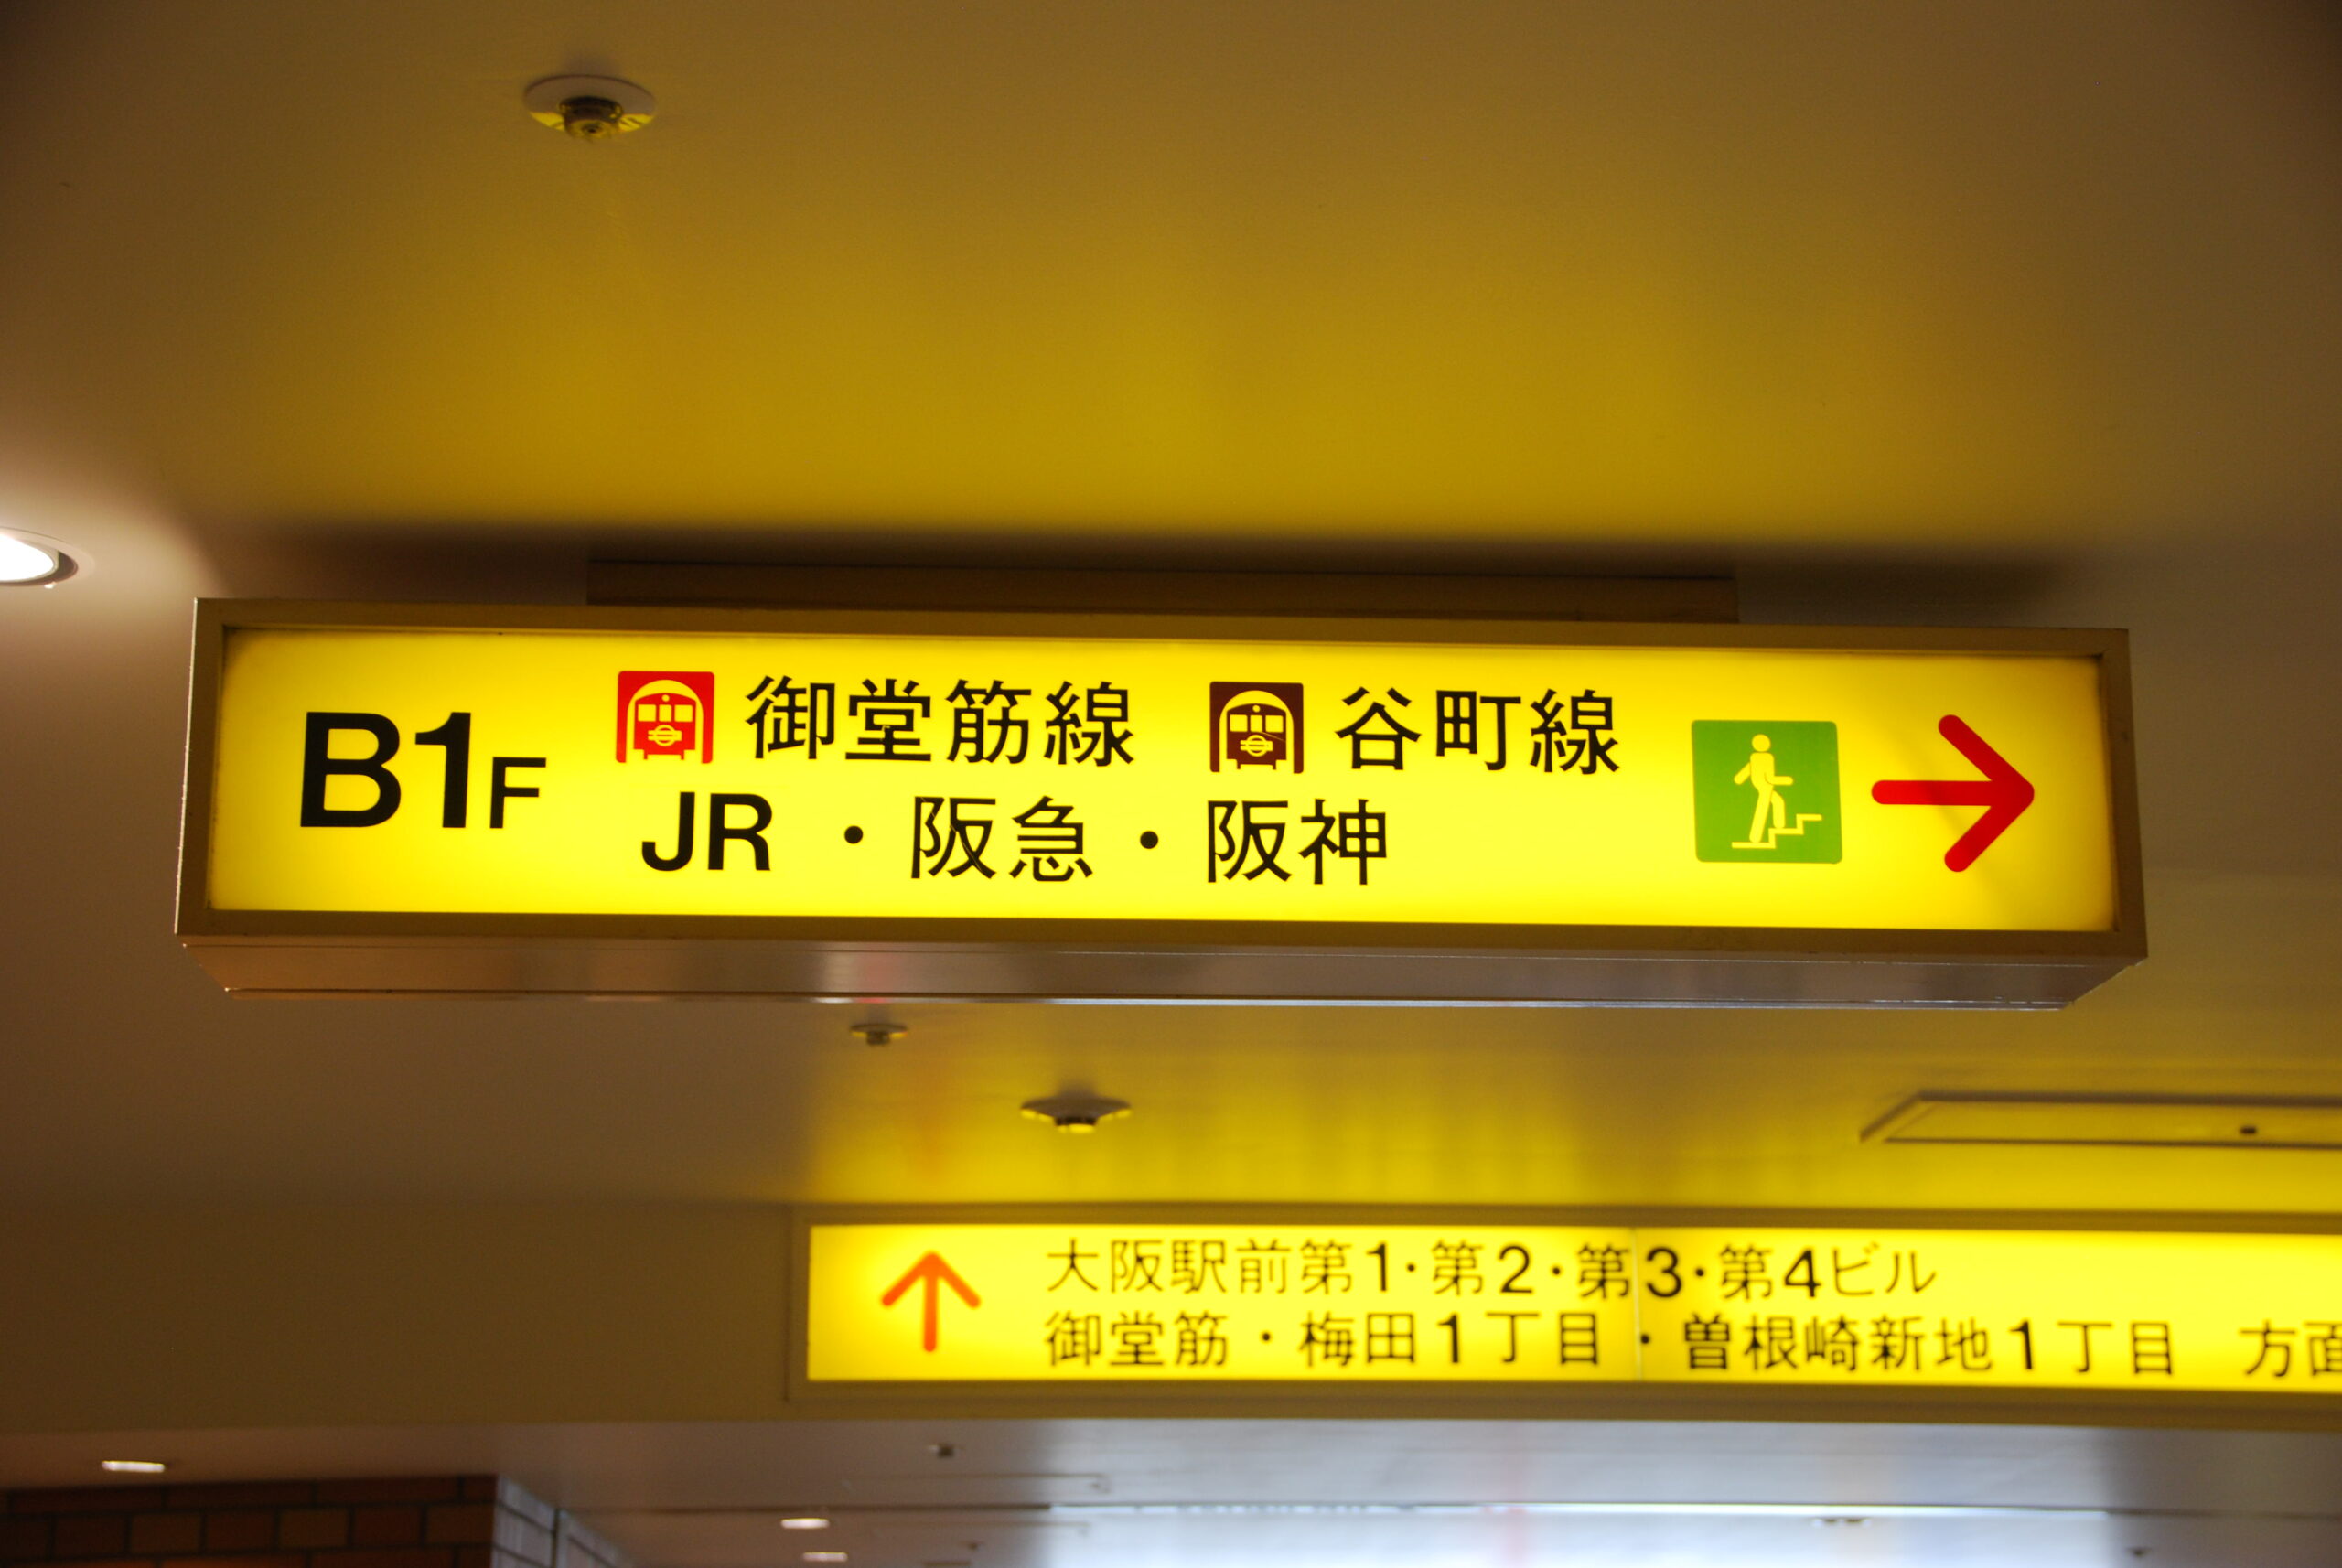 B1F
御堂筋線 谷町線
JR・阪急・阪神
大阪駅前第1・第2・第3・第4ビル
御堂筋・梅田1丁目・曽根崎新地1丁目 方面